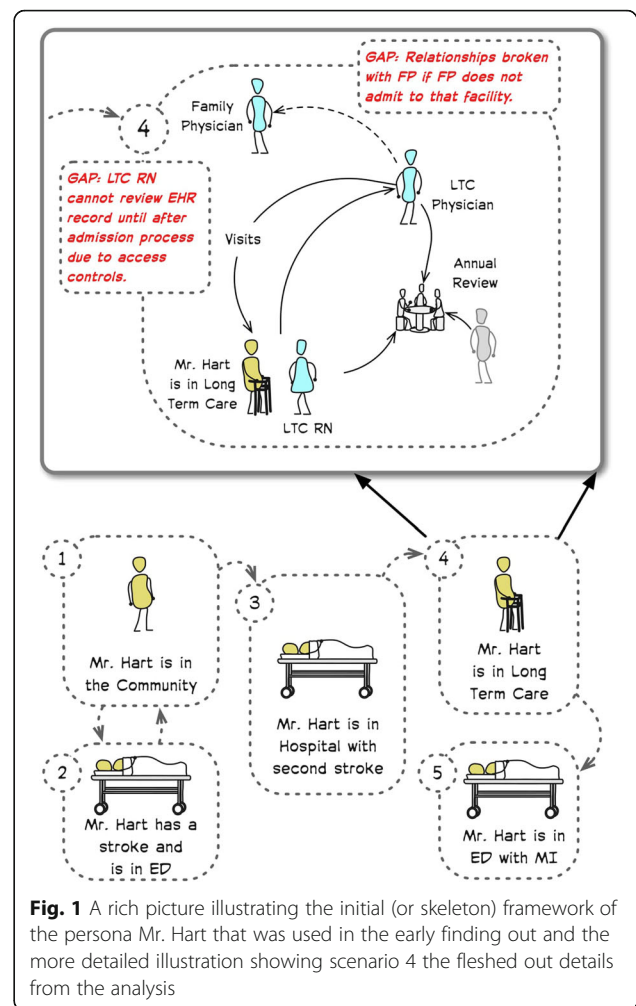 GAP: Relationships broken
with FP if FP does not
admit to that facility.
4
Family
Physician
GAP: LTC RN
cannot review EHR
record until after
admission process
due to access
controls.
LTC
Physician
Visits
Annual
Review
Mr. Hart
is in Long
Term Care
LTC RN
1
Mr. Hart is in
the Community
2
Mr. Hart has a
stroke and
is in ED
3
Mr. Hart is in
Hospital with
second stroke
4
Mr. Hart
is in Long
Term Care
5
Mr. Hart is in
ED with MI
Fig. 1 A rich picture illustrating the initial (or skeleton) framework of
the persona Mr. Hart that was used in the early finding out and the
more detailed illustration showing scenario 4 the fleshed out details
from the analysis